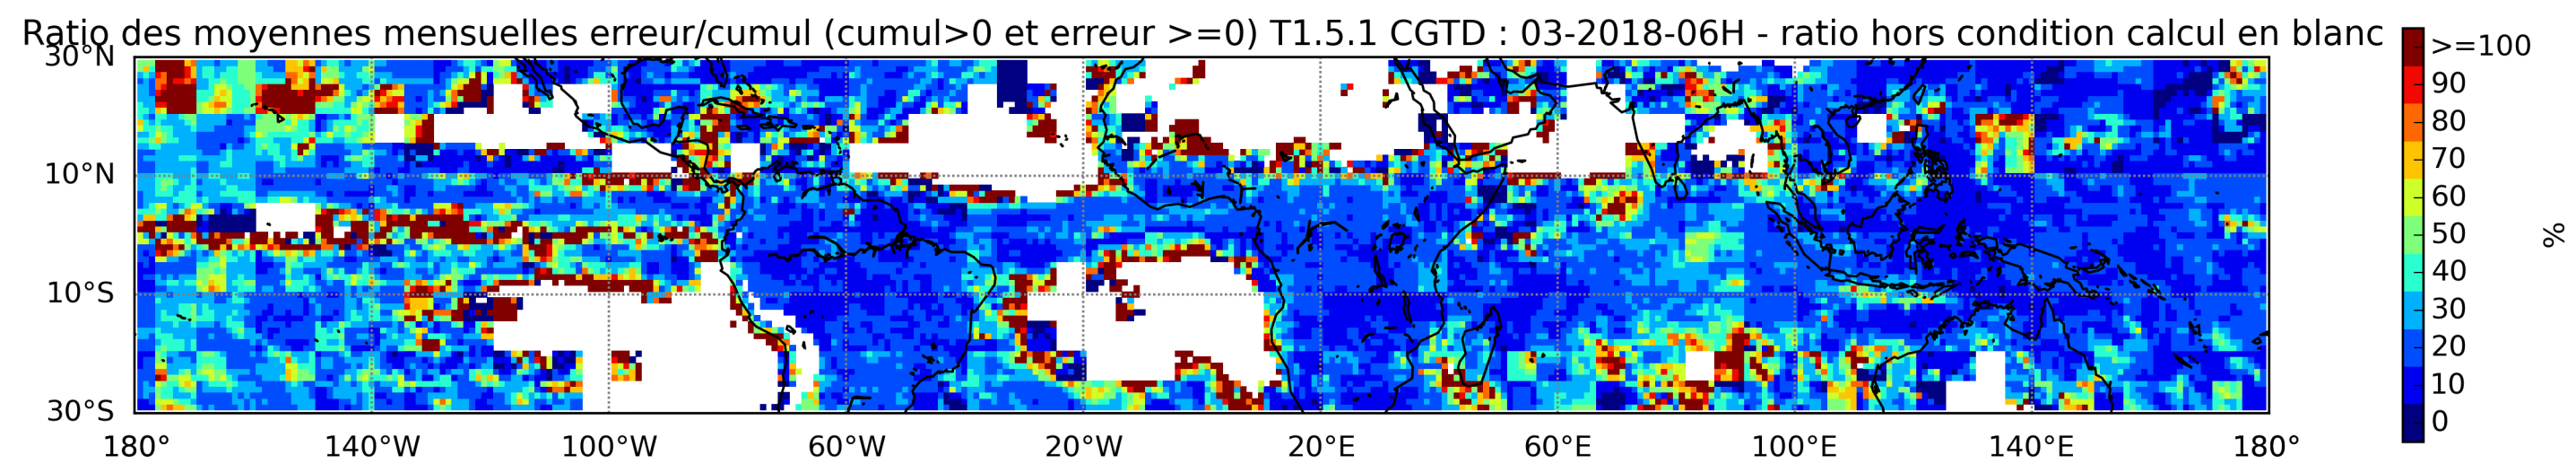 Ratio des moyennes mensuelles erreur/cumul (cumul>0 et erreur >=0) T1.5.1 CGTD : 03-2018-06H - ratio hors condition calcul en blanc
30°N
10°N
10°S
30°S
180° 140°W 100°W 60°W 20°W 20°E 60°E 100°E 140°E 180°
>=100
90
80
70
60
50
40
30
20
10
0
%